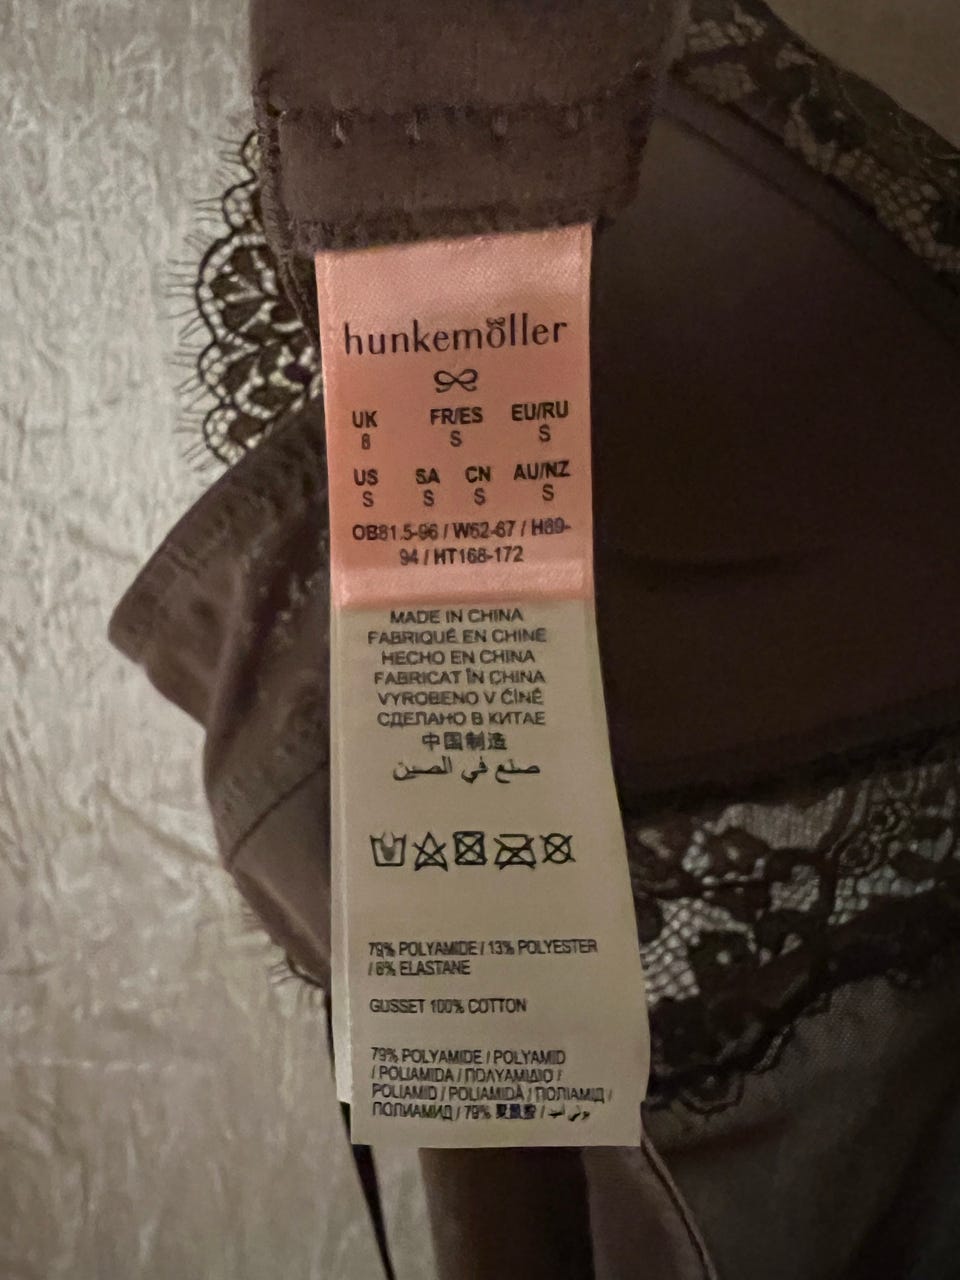 hunkemöller
UK FR/ES EU/RU
8 S S
US SA CN AU/NZ
S S S S
OB81.5-96 / W62-67 / H89-
94 / HT168-172
MADE IN CHINA
FABRIQUÉ EN CHINE
HECHO EN CHINA
FABRICAT ÎN CHINA
VYROBENO V ČÍNĚ
СДЕЛАНО В КИТАЕ
中国制造
صنع في الصين
79% POLYAMIDE / 13% POLYESTER
/ 8% ELASTANE
GUSSET 100% COTTON
79% POLYAMIDE / POLYAMID
/ POLIAMIDA / ΠΟΛΥΑΜΙΔΙΟ /
POLIAMID / POLIAMIDĂ / ПОЛІАМІД /
ПОЛИАМИД / 79%